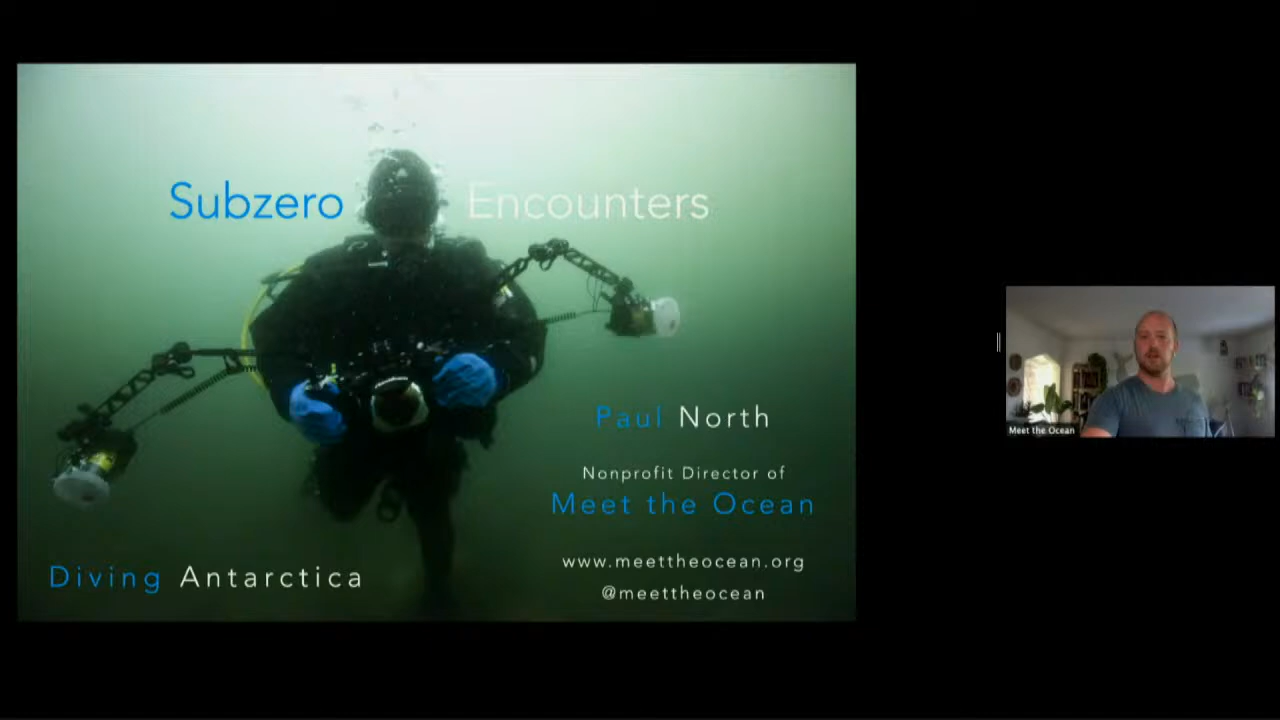 Subzero Encounters
Paul North
Nonprofit Director of
Meet the Ocean
www.meettheocean.org
@meettheocean
Diving Antarctica
Meet the Ocean